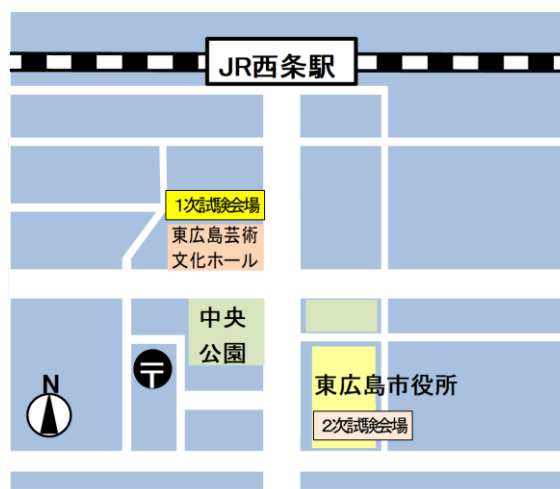 JR西条駅
1次試験会場
東広島芸術
文化ホール
中央
公園
〒
N
東広島市役所
2次試験会場